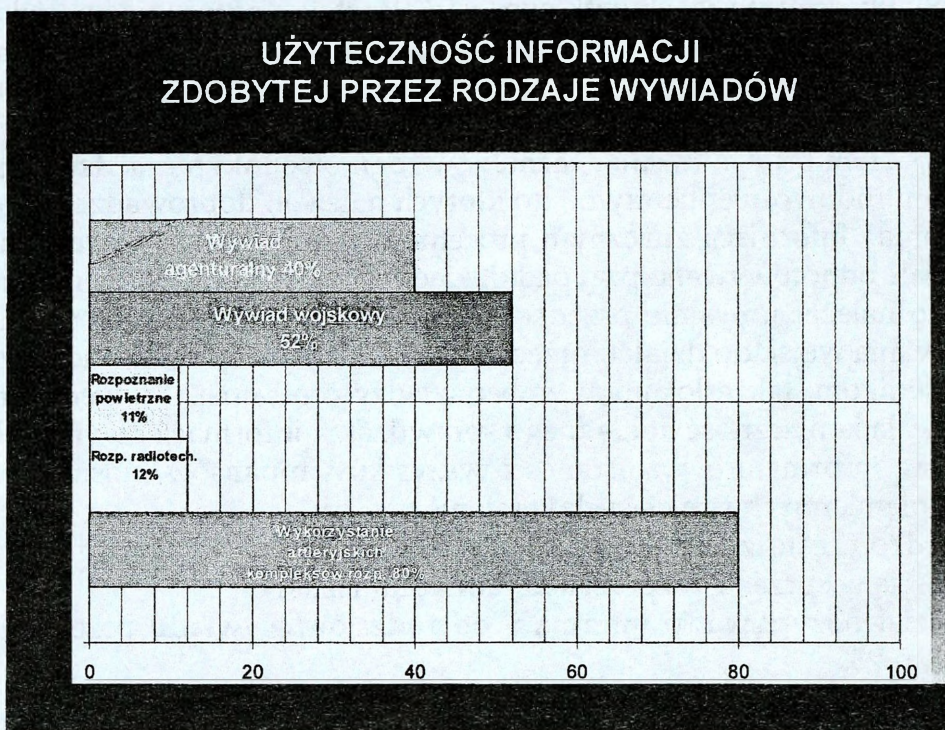 UŻYTECZNOŚĆ INFORMACJI
ZDOBYTEJ PRZEZ RODZAJE WYWIADÓW
Wywiad
agenturalny 40%
Wywiad wojskowy
52%
Rozpoznanie
powietrzne
11%
Rozp. radiotech.
12%
Wykorzystanie
artleryjskich
kompleksów rozp. 80%
0 20 40 60 80 100